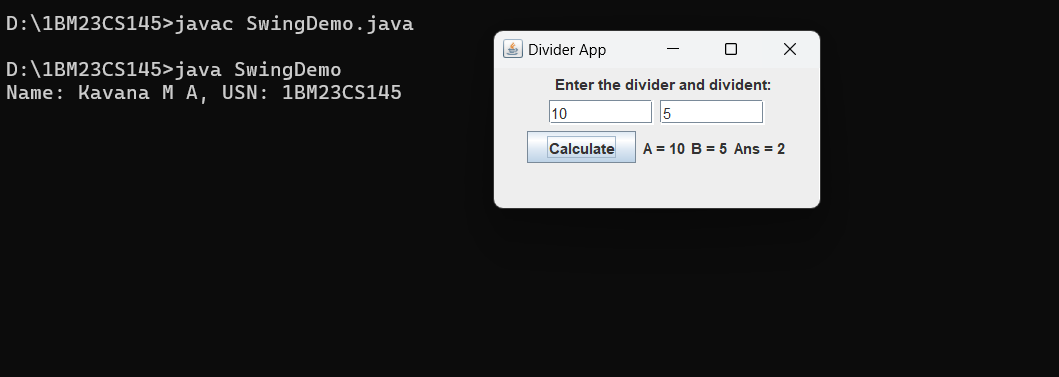 D:\1BM23CS145>javac SwingDemo.java
D:\1BM23CS145>java SwingDemo
Name: Kavana M A, USN: 1BM23CS145
Divider App
Enter the divider and divident:
10 5
Calculate A = 10 B = 5 Ans = 2